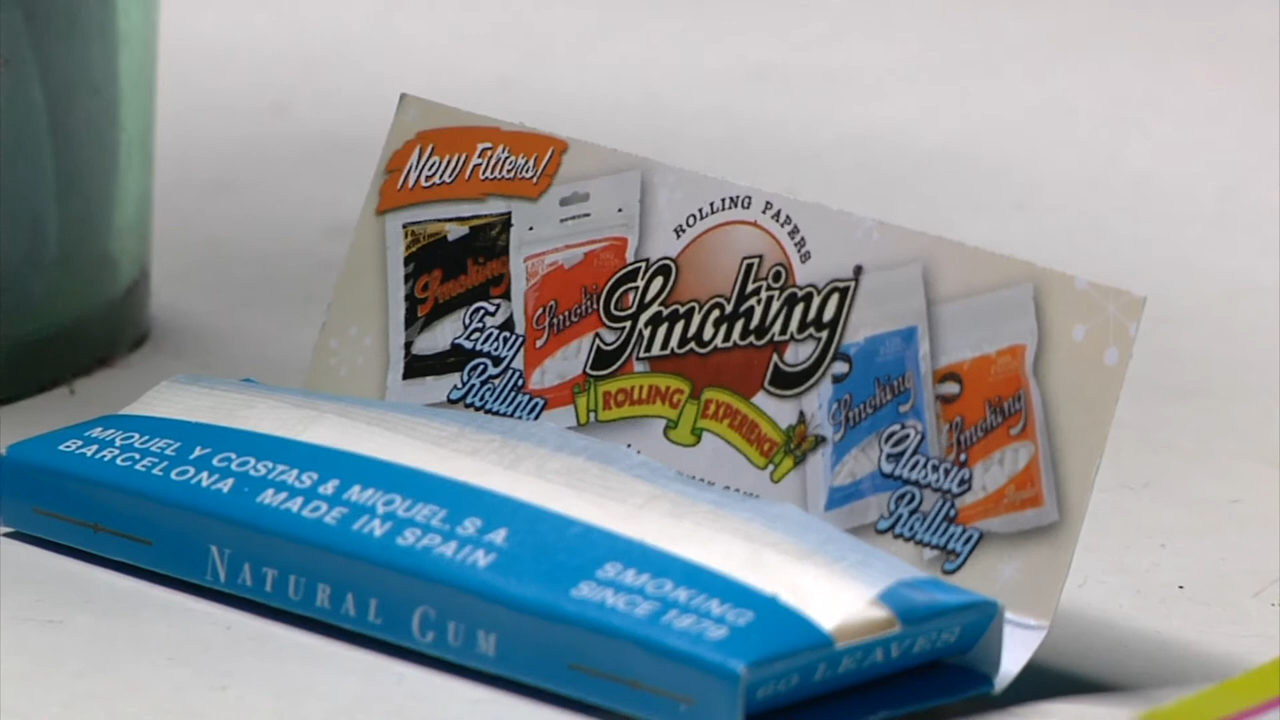 New Filters!
ROLLING PAPERS
Smoking
ROLLING EXPERIENCE
Smoking
Easy
Rolling
Smoking
Smoking
Classic
Rolling
Smoking
MIQUEL Y COSTAS & MIQUEL, S.A.
BARCELONA · MADE IN SPAIN
SMOKING
SINCE 1879
NATURAL GUM
60 LEAVES